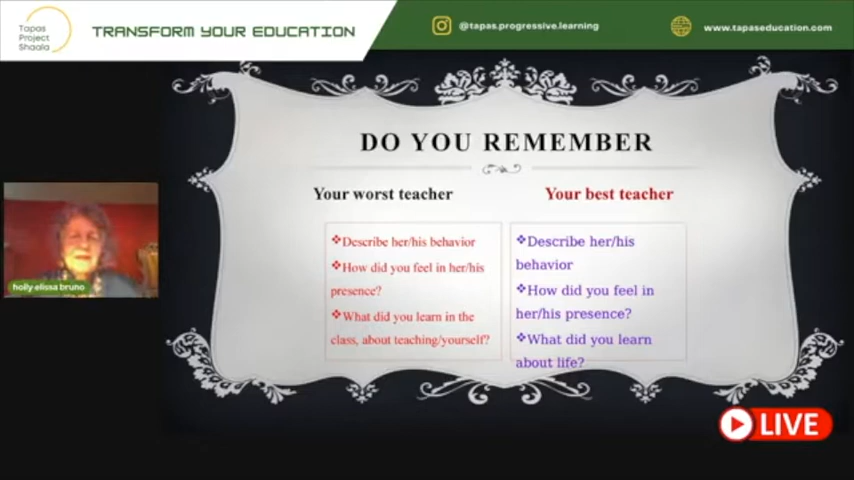 Tapas
Project
Shaala
TRANSFORM YOUR EDUCATION
@tapas.progressive.learning
www.tapaseducation.com
DO YOU REMEMBER
Your worst teacher
❖Describe her/his behavior
❖How did you feel in her/his
presence?
❖What did you learn in the
class, about teaching/yourself?
Your best teacher
❖Describe her/his
behavior
❖How did you feel in
her/his presence?
❖What did you learn
about life?
holly-elissa bruno
LIVE